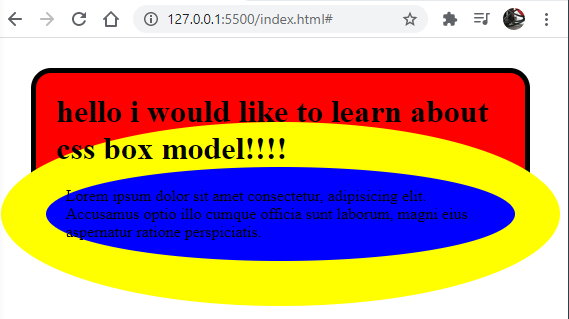 127.0.0.1:5500/index.html#
hello i would like to learn about
css box model!!!!
Lorem ipsum dolor sit amet consectetur, adipisicing elit.
Accusamus optio illo cumque officia sunt laborum, magni eius
aspernatur ratione perspiciatis.